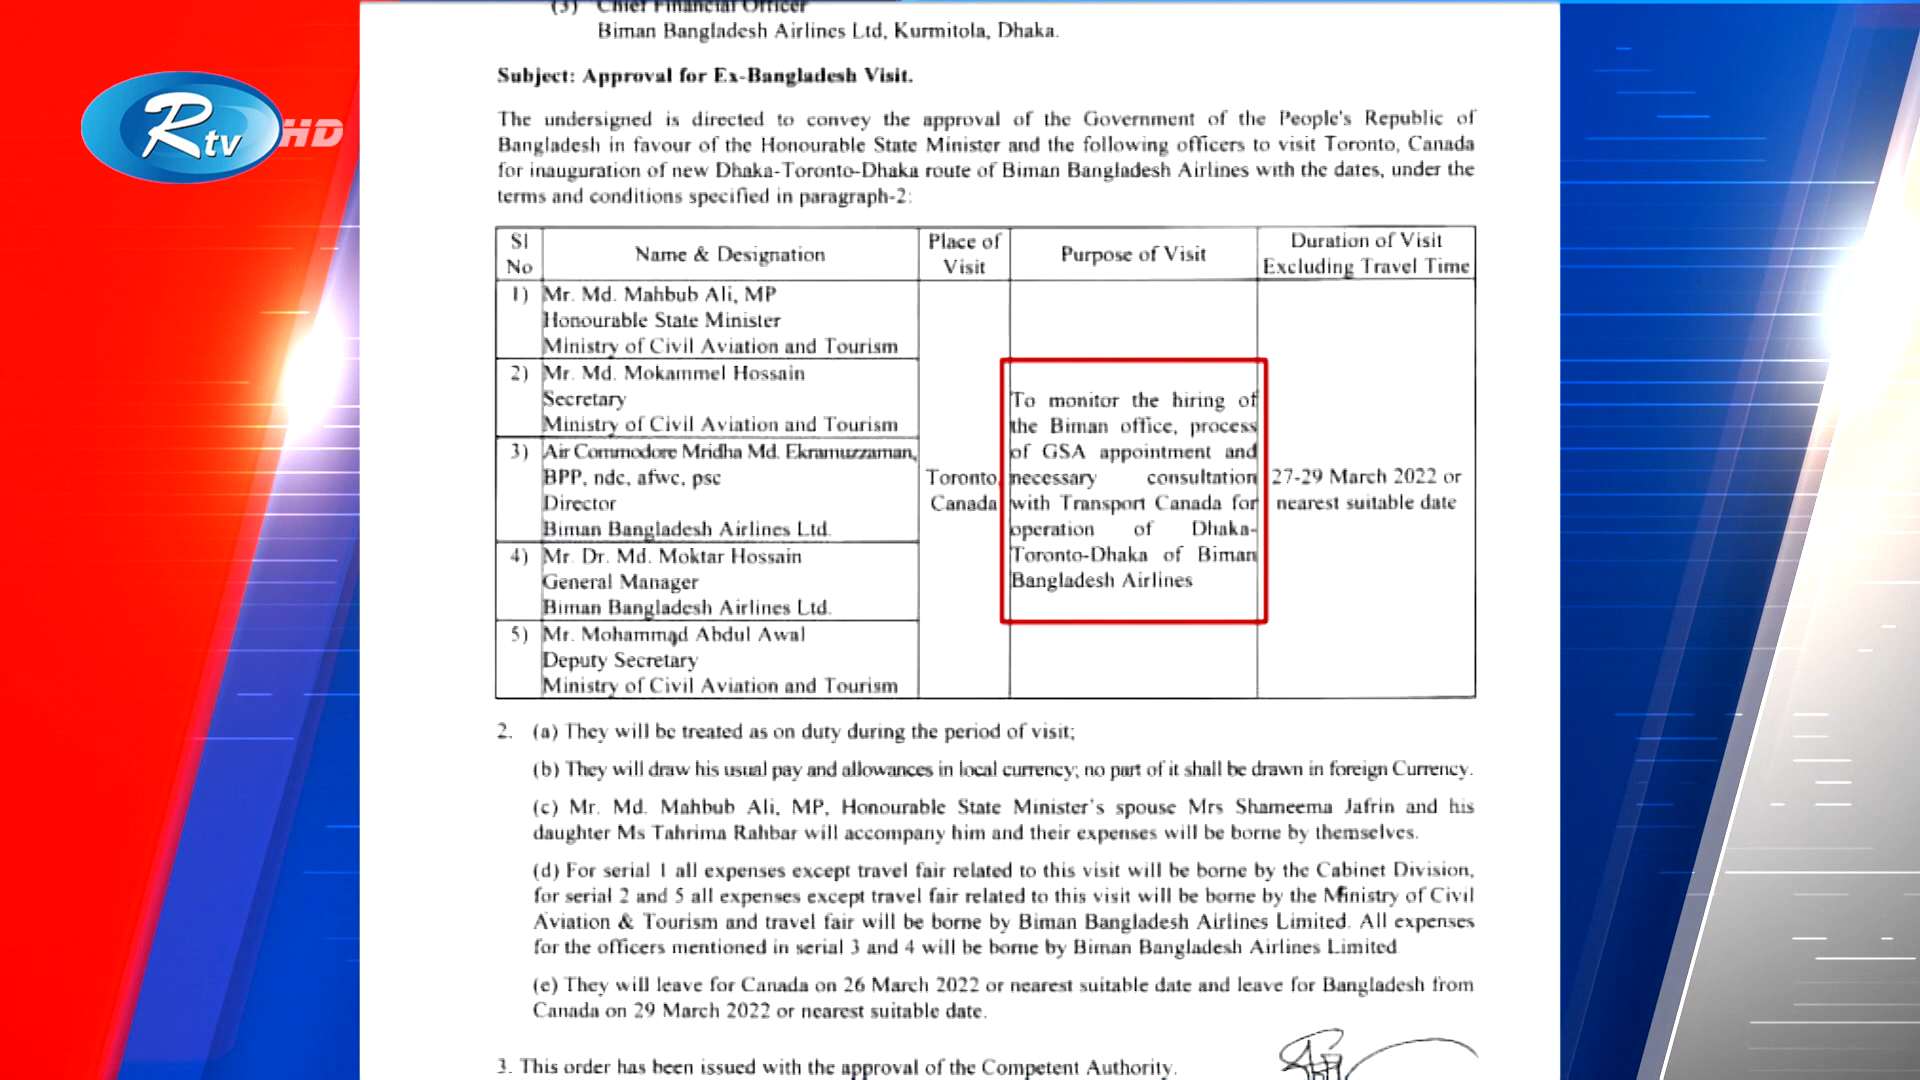 Rtv HD
(3) Chief Financial Officer
Biman Bangladesh Airlines Ltd, Kurmitola, Dhaka.
Subject: Approval for Ex-Bangladesh Visit.
The undersigned is directed to convey the approval of the Government of the People's Republic of
Bangladesh in favour of the Honourable State Minister and the following officers to visit Toronto, Canada
for inauguration of new Dhaka-Toronto-Dhaka route of Biman Bangladesh Airlines with the dates, under the
terms and conditions specified in paragraph-2:
Sl No
Name & Designation
Place of Visit
Purpose of Visit
Duration of Visit Excluding Travel Time
1) Mr. Md. Mahbub Ali, MP
Honourable State Minister
Ministry of Civil Aviation and Tourism
2) Mr. Md. Mokammel Hossain
Secretary
Ministry of Civil Aviation and Tourism
3) Air Commodore Mridha Md. Ekramuzzaman,
BPP, ndc, afwc, psc
Director
Biman Bangladesh Airlines Ltd.
4) Mr. Dr. Md. Moktar Hossain
General Manager
Biman Bangladesh Airlines Ltd.
5) Mr. Mohammad Abdul Awal
Deputy Secretary
Ministry of Civil Aviation and Tourism
Toronto,
Canada
To monitor the hiring of
the Biman office, process
of GSA appointment and
necessary consultation
with Transport Canada for
operation of Dhaka-
Toronto-Dhaka of Biman
Bangladesh Airlines
27-29 March 2022 or
nearest suitable date
2. (a) They will be treated as on duty during the period of visit;
(b) They will draw his usual pay and allowances in local currency; no part of it shall be drawn in foreign Currency.
(c) Mr. Md. Mahbub Ali, MP, Honourable State Minister's spouse Mrs Shameema Jafrin and his
daughter Ms Tahrima Rahbar will accompany him and their expenses will be borne by themselves.
(d) For serial 1 all expenses except travel fair related to this visit will be borne by the Cabinet Division,
for serial 2 and 5 all expenses except travel fair related to this visit will be borne by the Ministry of Civil
Aviation & Tourism and travel fair will be borne by Biman Bangladesh Airlines Limited. All expenses
for the officers mentioned in serial 3 and 4 will be borne by Biman Bangladesh Airlines Limited
(e) They will leave for Canada on 26 March 2022 or nearest suitable date and leave for Bangladesh from
Canada on 29 March 2022 or nearest suitable date.
3. This order has been issued with the approval of the Competent Authority.